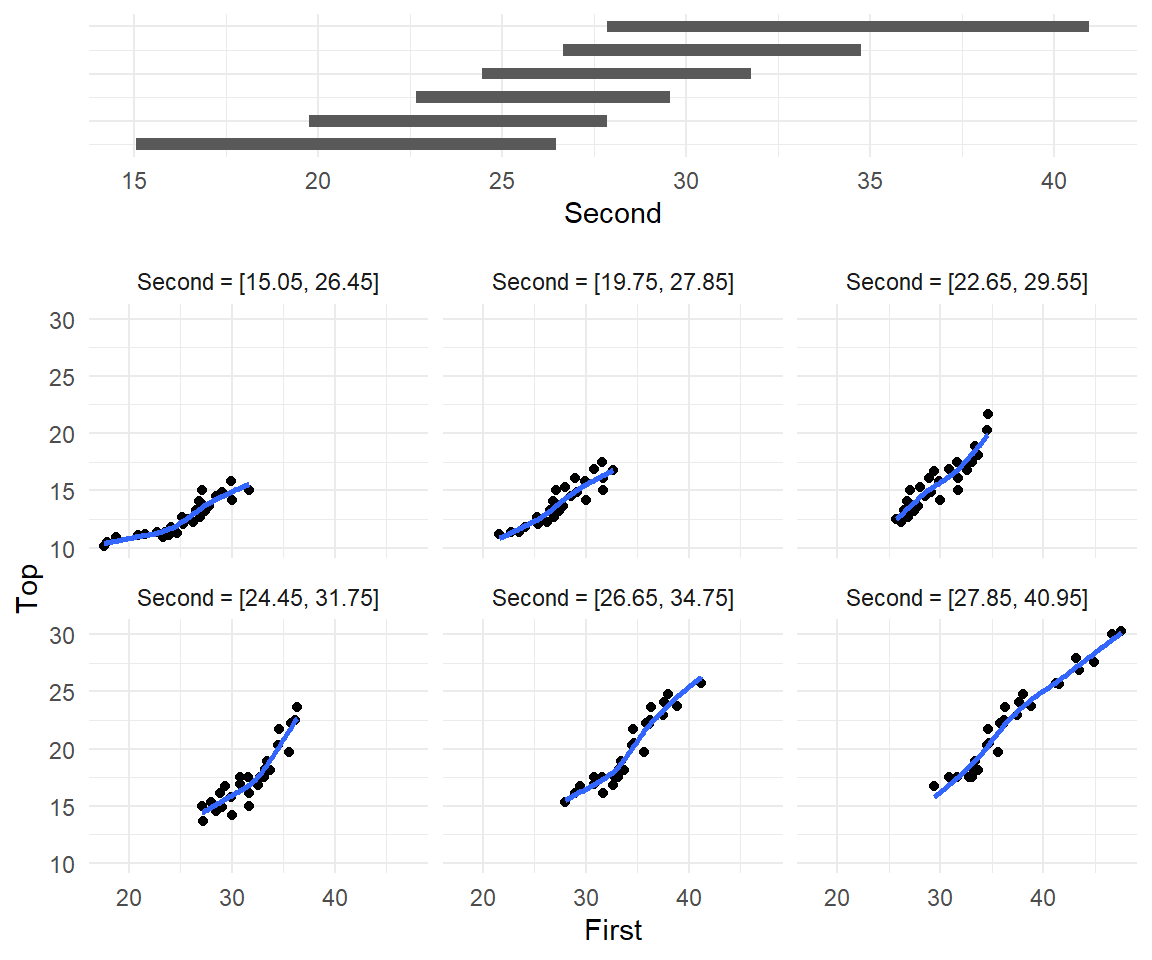 15 20 25 30 35 40
Second
Second = [15.05, 26.45] Second = [19.75, 27.85] Second = [22.65, 29.55]
30
25
20
15
10
Top
Second = [24.45, 31.75] Second = [26.65, 34.75] Second = [27.85, 40.95]
30
25
20
15
10
20 30 40 20 30 40 20 30 40
First